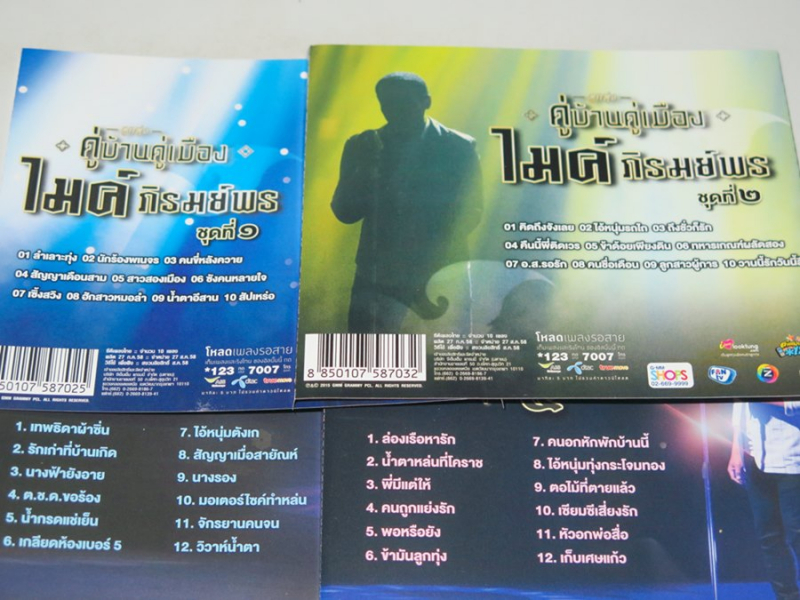 คู่บ้านคู่เมือง
ไมค์ ภิรมย์พร
ชุดที่ ๑
01 ลำเลาะทุ่ง 02 นักร้องพเนจร 03 คนขี่หลังควาย
04 สัญญาเดือนสาม 05 สาวสองเมือง 06 ยังคนหลายใจ
07 เซิ้งสวิง 08 ฮักสาวหมอลำ 09 น้ำตาอีสาน 10 สัปเหร่อ
โหลดเพลงรอสาย
*123 7007 โทร
50107 587025
คู่บ้านคู่เมือง
ไมค์ ภิรมย์พร
ชุดที่ ๒
01 คิดถึงจังเลย 02 ไอ้หนุ่มรถไถ 03 ถึงชั่วก็รัก
04 คืนนี้พี่ติดเวร 05 ข้าด้อยเพียงดิน 06 ทหารเกณฑ์ผลัดสอง
07 อ.ส.รอรัก 08 คนชื่อเดือน 09 ลูกสาวผู้การ 10 วานนี้รักวันนี้
8 850107 587032
โหลดเพลงรอสาย
*123 7007 โทร
dtac
SHOPS
02-669-9999
FAN TV
Z
1. เทพธิดาผ้าซิ่น
2. รักเก่าที่บ้านเกิด
3. นางฟ้ายังอาย
4. ต.ช.ด.ขอร้อง
5. น้ำกรดแช่เย็น
6. เกลียดห้องเบอร์ 5
7. ไอ้หนุ่มตังเก
8. สัญญาเมื่อสายัณห์
9. นางรอง
10. มอเตอร์ไซค์ทำหล่น
11. จักรยานคนจน
12. วิวาห์น้ำตา
1. ล่องเรือหารัก
2. น้ำตาหล่นที่โคราช
3. พี่มีแต่ให้
4. คนถูกแย่งรัก
5. พอหรือยัง
6. ข้ามันลูกทุ่ง
7. คนอกหักพักบ้านนี้
8. ไอ้หนุ่มทุ่งกระโจมทอง
9. ตอไม้ที่ตายแล้ว
10. เซียมซีเสี่ยงรัก
11. หัวอกพ่อสื่อ
12. เก็บเศษแก้ว